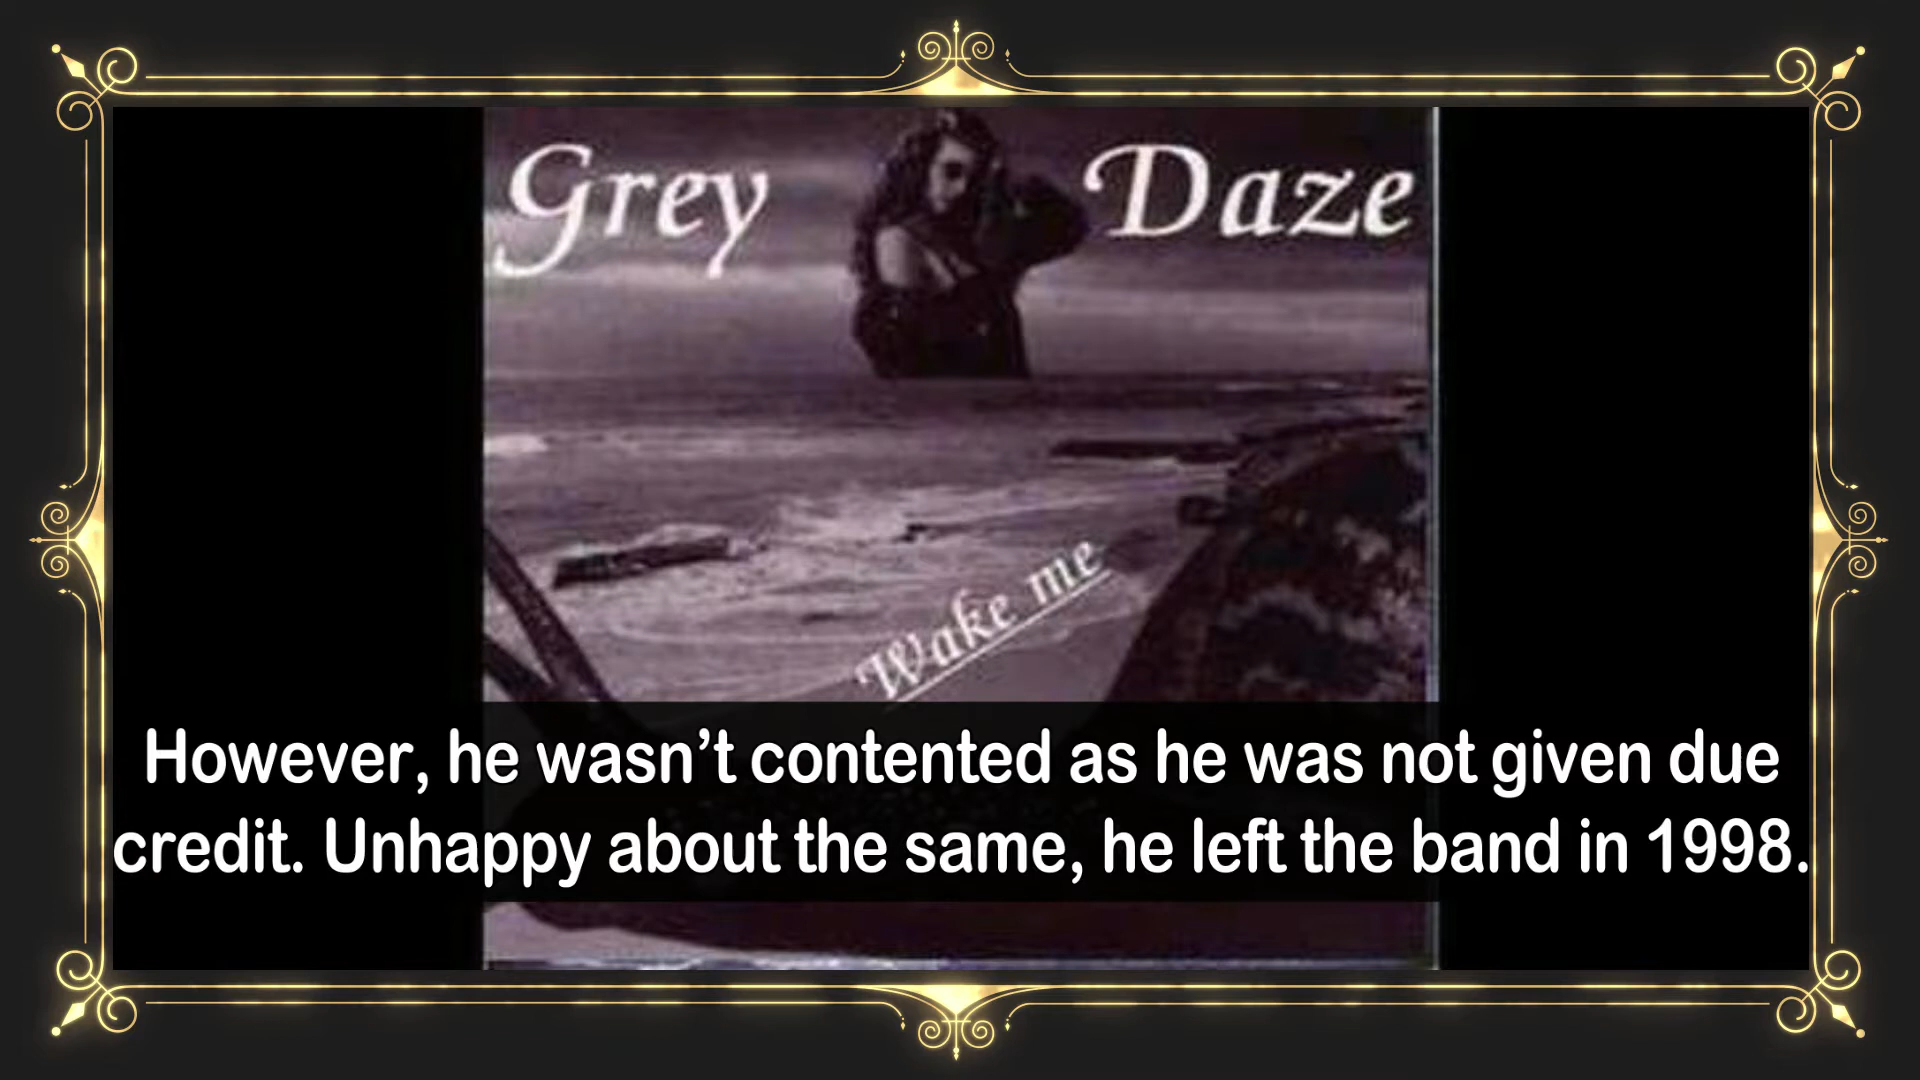 Grey Daze
Wake me
However, he wasn’t contented as he was not given due
credit. Unhappy about the same, he left the band in 1998.